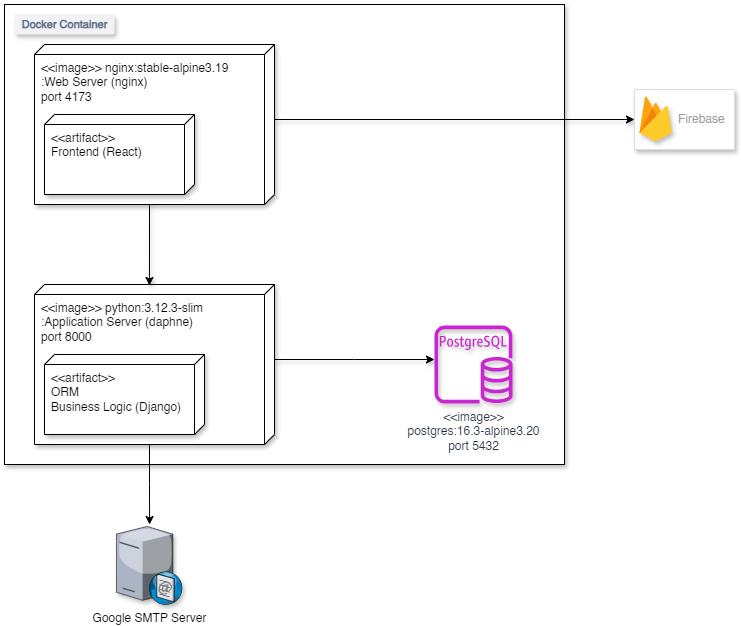 Docker Container
<<image>> nginx:stable-alpine3.19
:Web Server (nginx)
port 4173
<<artifact>>
Frontend (React)
Firebase
<<image>> python:3.12.3-slim
:Application Server (daphne)
port 8000
<<artifact>>
ORM
Business Logic (Django)
PostgreSQL
<<image>>
postgres:16.3-alpine3.20
port 5432
@
Google SMTP Server